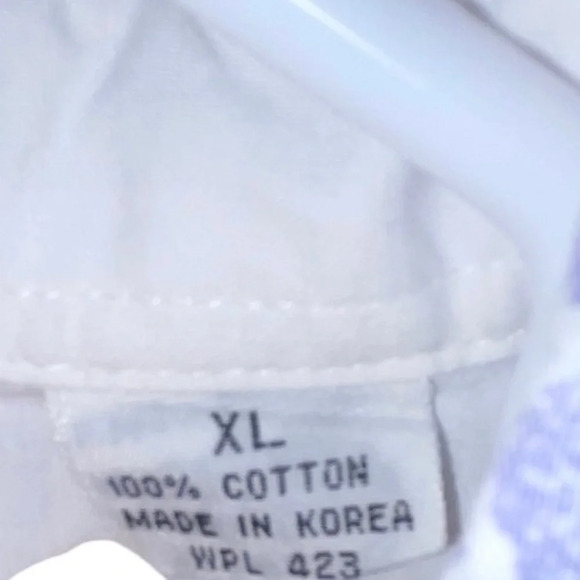 XL
100% COTTON
MADE IN KOREA
WPL 423